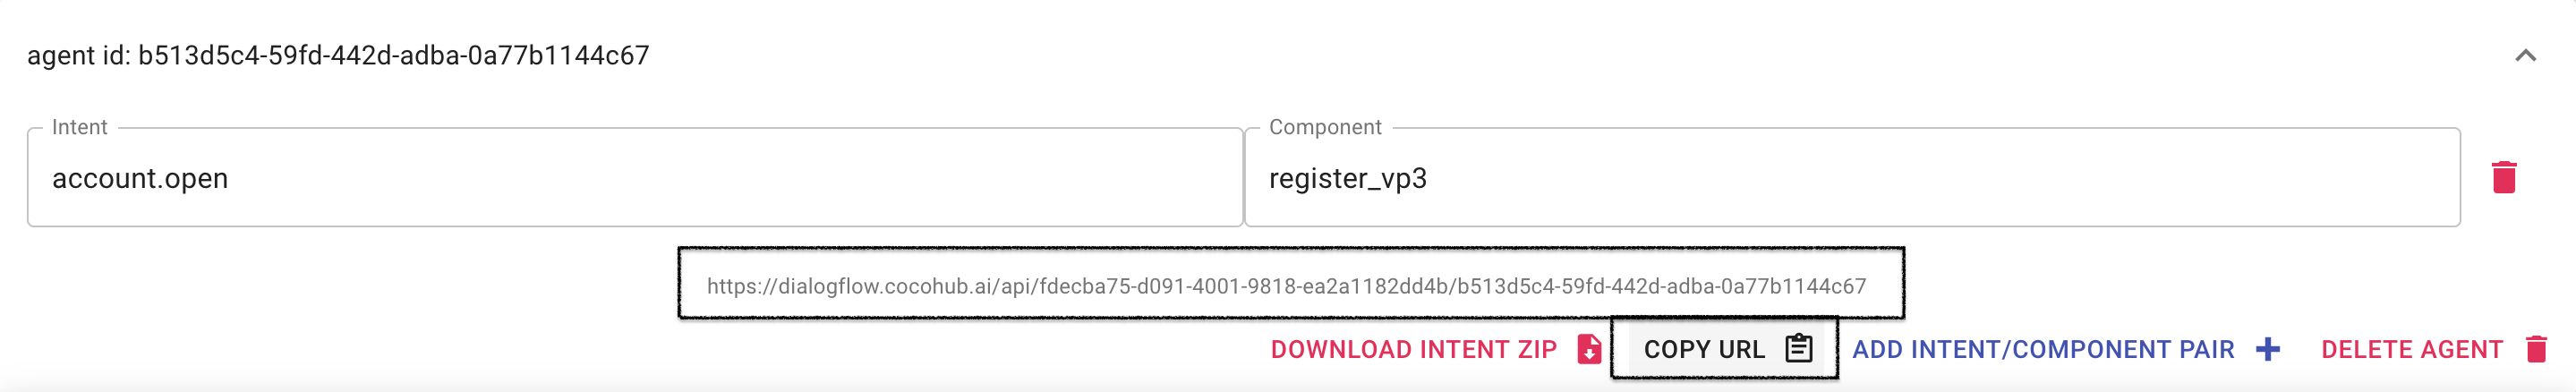 agent id: b513d5c4-59fd-442d-adba-0a77b1144c67
Intent Component
account.open register_vp3
https://dialogflow.cocohub.ai/api/fdecba75-d091-4001-9818-ea2a1182dd4b/b513d5c4-59fd-442d-adba-0a77b1144c67
DOWNLOAD INTENT ZIP COPY URL ADD INTENT/COMPONENT PAIR DELETE AGENT